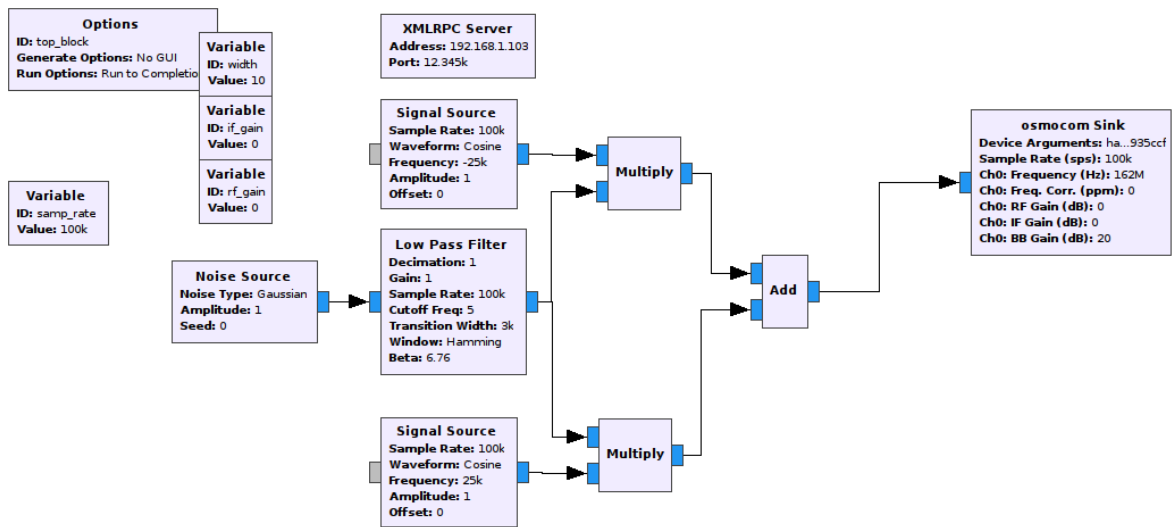 Options
ID: top_block
Generate Options: No GUI
Run Options: Run to Completio
Variable
ID: width
Value: 10
Variable
ID: if_gain
Value: 0
Variable
ID: rf_gain
Value: 0
Variable
ID: samp_rate
Value: 100k
XMLRPC Server
Address: 192.168.1.103
Port: 12.345k
Signal Source
Sample Rate: 100k
Waveform: Cosine
Frequency: -25k
Amplitude: 1
Offset: 0
Multiply
Noise Source
Noise Type: Gaussian
Amplitude: 1
Seed: 0
Low Pass Filter
Decimation: 1
Gain: 1
Sample Rate: 100k
Cutoff Freq: 5
Transition Width: 3k
Window: Hamming
Beta: 6.76
Signal Source
Sample Rate: 100k
Waveform: Cosine
Frequency: 25k
Amplitude: 1
Offset: 0
Multiply
Add
osmocom Sink
Device Arguments: ha...935ccf
Sample Rate (sps): 100k
Ch0: Frequency (Hz): 162M
Ch0: Freq. Corr. (ppm): 0
Ch0: RF Gain (dB): 0
Ch0: IF Gain (dB): 0
Ch0: BB Gain (dB): 20